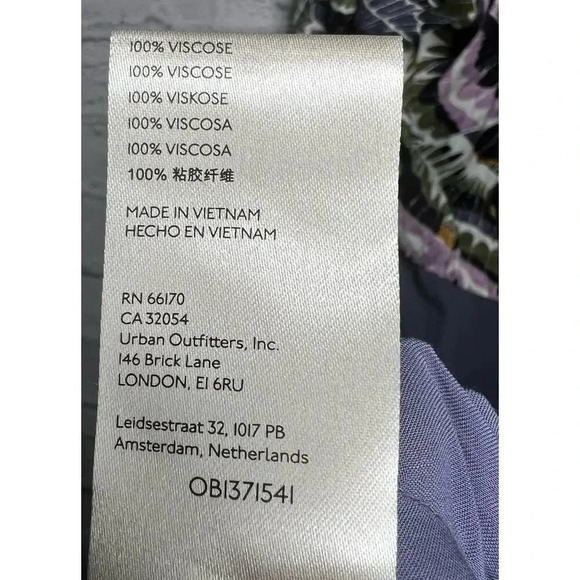 100% VISCOSE
100% VISCOSE
100% VISKOSE
100% VISCOSA
100% VISCOSA
100% 粘胶纤维
MADE IN VIETNAM
HECHO EN VIETNAM
RN 66170
CA 32054
Urban Outfitters, Inc.
146 Brick Lane
LONDON, E1 6RU
Leidsestraat 32, 1017 PB
Amsterdam, Netherlands
OB1371541